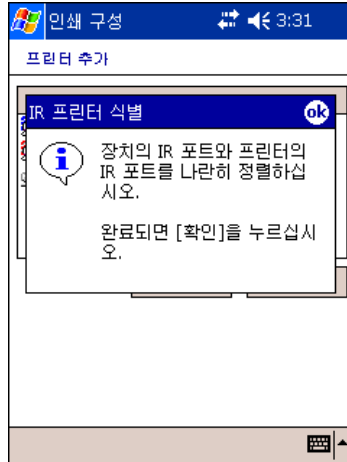 인쇄 구성 3:31
프린터 추가
IR 프린터 식별 ok
장치의 IR 포트와 프린터의
IR 포트를 나란히 정렬하십
시오.
완료되면 [확인]을 누르십시
오.